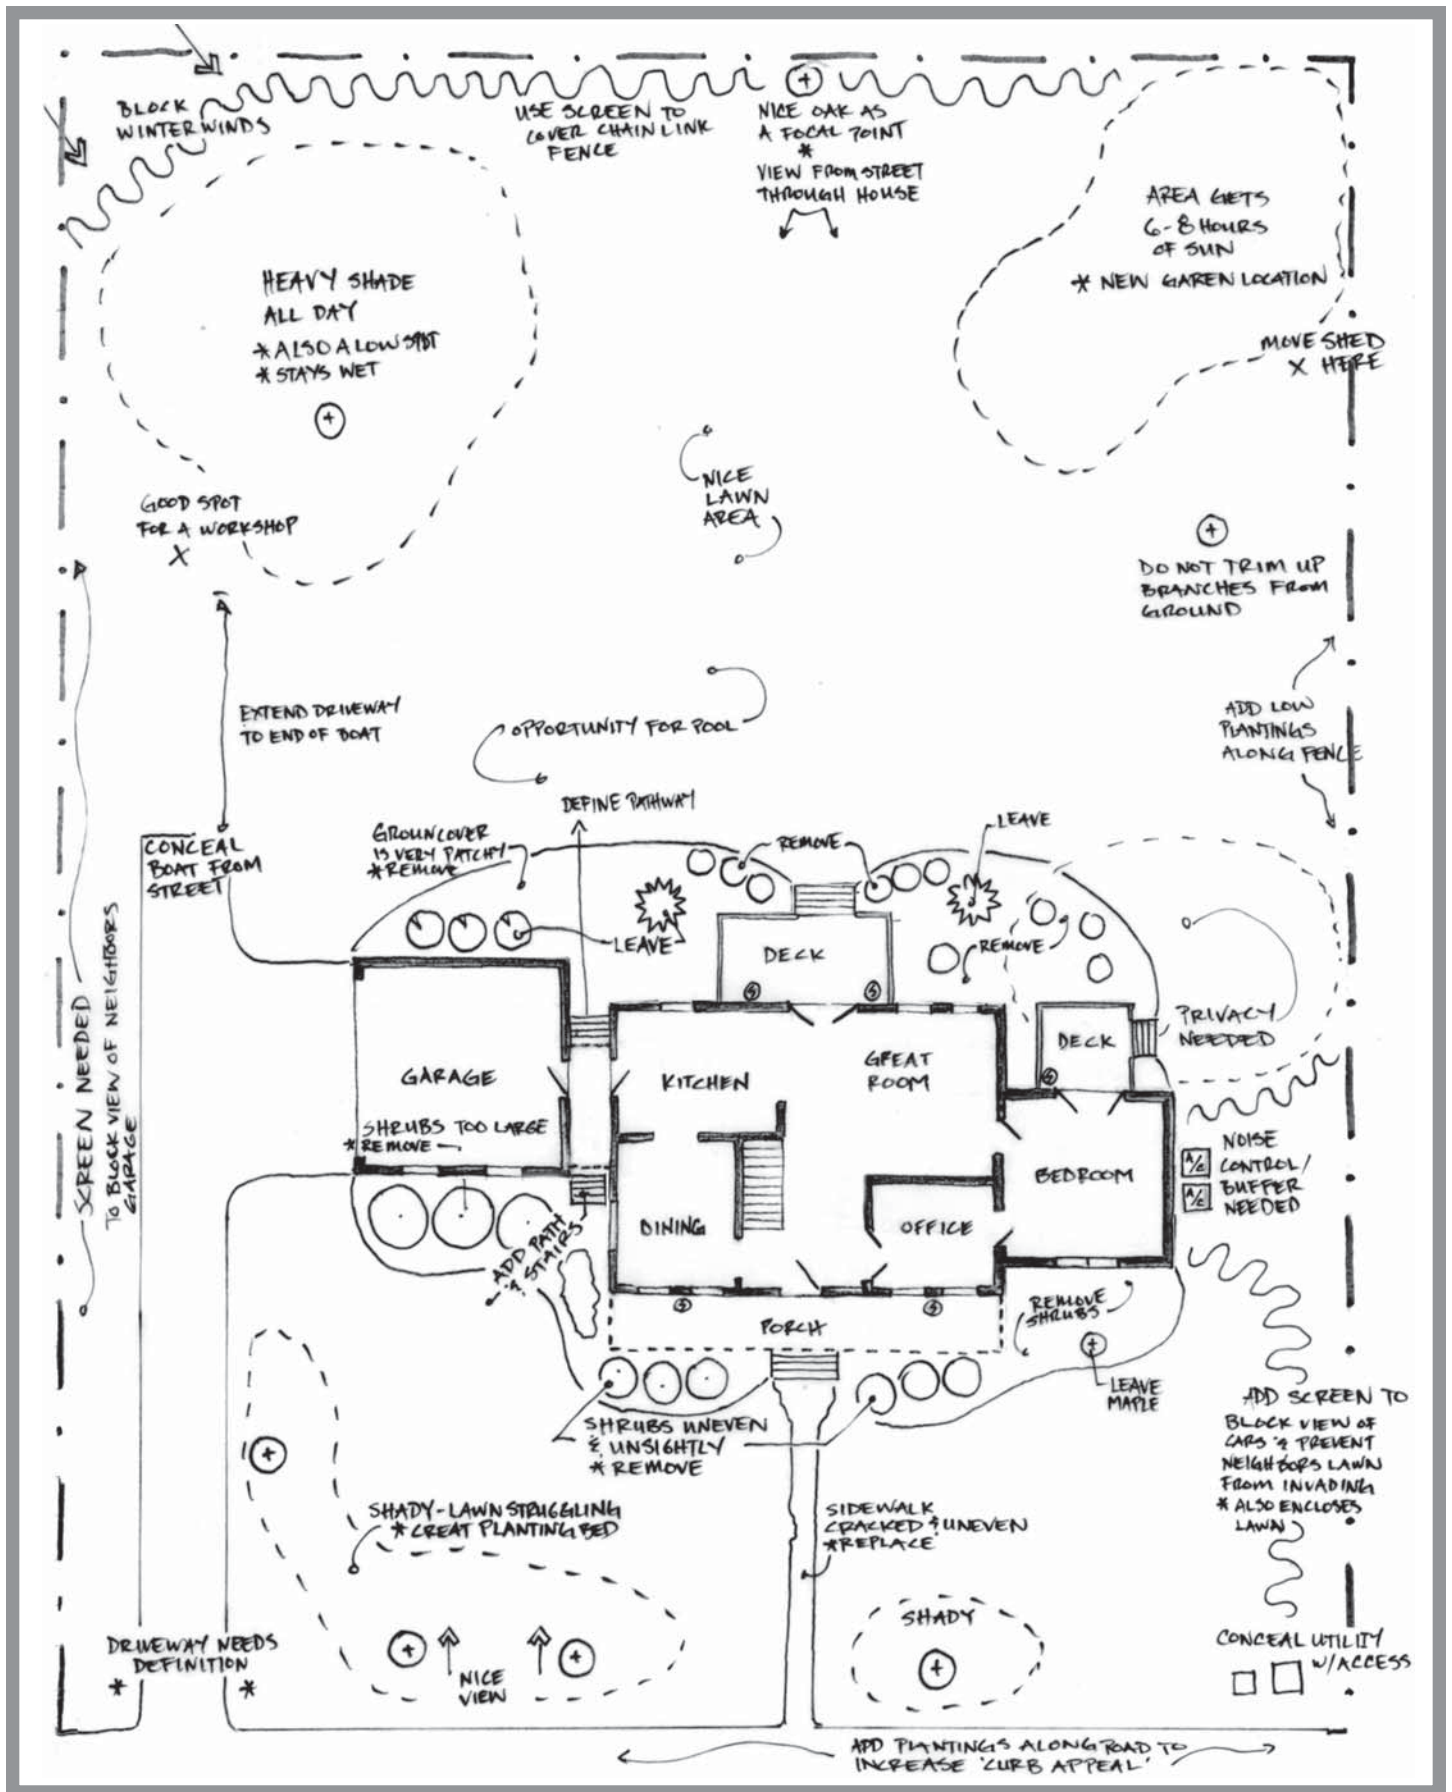 BLOCK
WINTER WINDS
USE SCREEN TO
COVER CHAIN LINK
FENCE
NICE OAK AS
A FOCAL POINT
*
VIEW FROM STREET
THROUGH HOUSE
AREA GETS
6-8 HOURS
OF SUN
* NEW GAREN LOCATION
MOVE SHED
X HERE
HEAVY SHADE
ALL DAY
* ALSO A LOW SPOT
* STAYS WET
GOOD SPOT
FOR A WORKSHOP
X
NICE
LAWN
AREA
DO NOT TRIM UP
BRANCHES FROM
GROUND
EXTEND DRIVEWAY
TO END OF BOAT
OPPORTUNITY FOR POOL
ADD LOW
PLANTINGS
ALONG FENCE
DEFINE PATHWAY
CONCEAL
BOAT FROM
STREET
GROUNCOVER
IS VERY PATCHY
* REMOVE
REMOVE
LEAVE
LEAVE
DECK
REMOVE
PRIVACY
NEEDED
DECK
SCREEN NEEDED
TO BLOCK VIEW OF NEIGHBORS
GARAGE
GARAGE
KITCHEN
GREAT
ROOM
SHRUBS TOO LARGE
* REMOVE
BEDROOM
A/C
A/C
NOISE
CONTROL/
BUFFER
NEEDED
DINING
OFFICE
ADD PATH
& STAIRS
PORCH
REMOVE
SHRUBS
LEAVE
MAPLE
SHRUBS UNEVEN
& UNSIGHTLY
* REMOVE
ADD SCREEN TO
BLOCK VIEW OF
CARS & PREVENT
NEIGHBORS LAWN
FROM INVADING
* ALSO ENCLOSES
LAWN
SHADY-LAWN STRUGGLING
* GREAT PLANTING BED
SIDEWALK
CRACKED & UNEVEN
* REPLACE
SHADY
DRIVEWAY NEEDS
DEFINITION
* *
NICE
VIEW
CONCEAL UTILITY
W/ACCESS
ADD PLANTINGS ALONG ROAD TO
INCREASE 'CURB APPEAL'